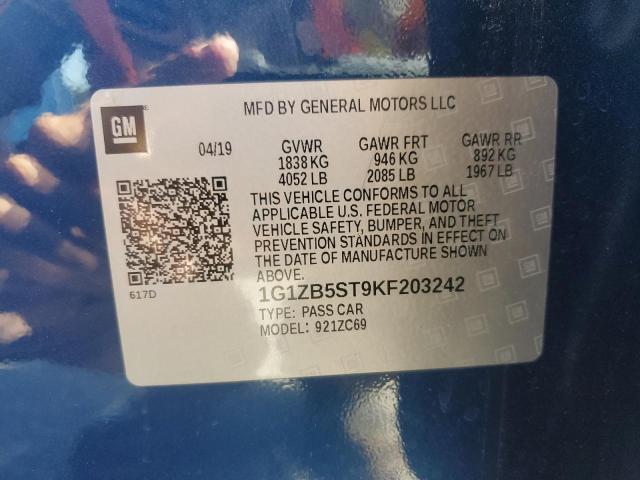 MFD BY GENERAL MOTORS LLC
GM
04/19 GVWR GAWR FRT GAWR RR
1838 KG 946 KG 892 KG
4052 LB 2085 LB 1967 LB
THIS VEHICLE CONFORMS TO ALL
APPLICABLE U.S. FEDERAL MOTOR
VEHICLE SAFETY, BUMPER, AND THEFT
PREVENTION STANDARDS IN EFFECT ON
THE DATE OF MANUFACTURE SHOWN
ABOVE.
617D
1G1ZB5ST9KF203242
TYPE: PASS CAR
MODEL: 921ZC69